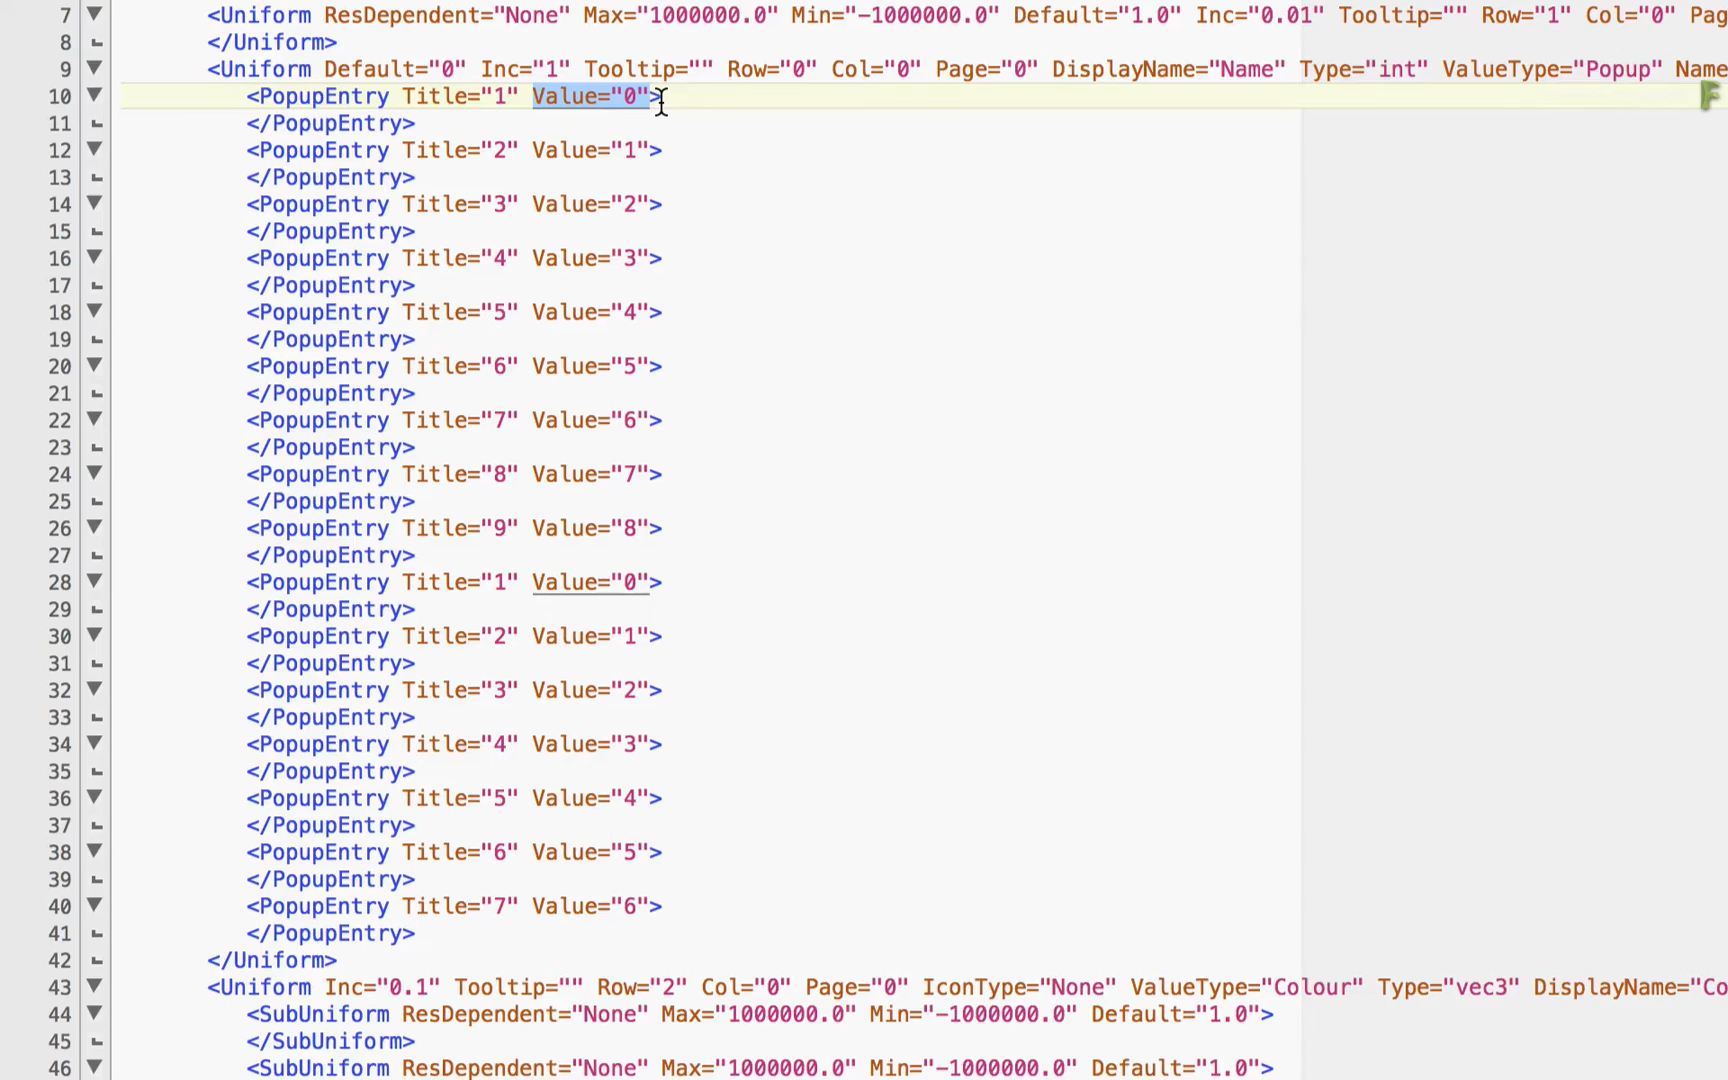 7 <Uniform ResDependent="None" Max="1000000.0" Min="-1000000.0" Default="1.0" Inc="0.01" Tooltip="" Row="1" Col="0" Pag
8 </Uniform>
9 <Uniform Default="0" Inc="1" Tooltip="" Row="0" Col="0" Page="0" DisplayName="Name" Type="int" ValueType="Popup" Name
10 <PopupEntry Title="1" Value="0">
11 </PopupEntry>
12 <PopupEntry Title="2" Value="1">
13 </PopupEntry>
14 <PopupEntry Title="3" Value="2">
15 </PopupEntry>
16 <PopupEntry Title="4" Value="3">
17 </PopupEntry>
18 <PopupEntry Title="5" Value="4">
19 </PopupEntry>
20 <PopupEntry Title="6" Value="5">
21 </PopupEntry>
22 <PopupEntry Title="7" Value="6">
23 </PopupEntry>
24 <PopupEntry Title="8" Value="7">
25 </PopupEntry>
26 <PopupEntry Title="9" Value="8">
27 </PopupEntry>
28 <PopupEntry Title="1" Value="0">
29 </PopupEntry>
30 <PopupEntry Title="2" Value="1">
31 </PopupEntry>
32 <PopupEntry Title="3" Value="2">
33 </PopupEntry>
34 <PopupEntry Title="4" Value="3">
35 </PopupEntry>
36 <PopupEntry Title="5" Value="4">
37 </PopupEntry>
38 <PopupEntry Title="6" Value="5">
39 </PopupEntry>
40 <PopupEntry Title="7" Value="6">
41 </PopupEntry>
42 </Uniform>
43 <Uniform Inc="0.1" Tooltip="" Row="2" Col="0" Page="0" IconType="None" ValueType="Colour" Type="vec3" DisplayName="Co
44 <SubUniform ResDependent="None" Max="1000000.0" Min="-1000000.0" Default="1.0">
45 </SubUniform>
46 <SubUniform ResDependent="None" Max="1000000.0" Min="-1000000.0" Default="1.0">